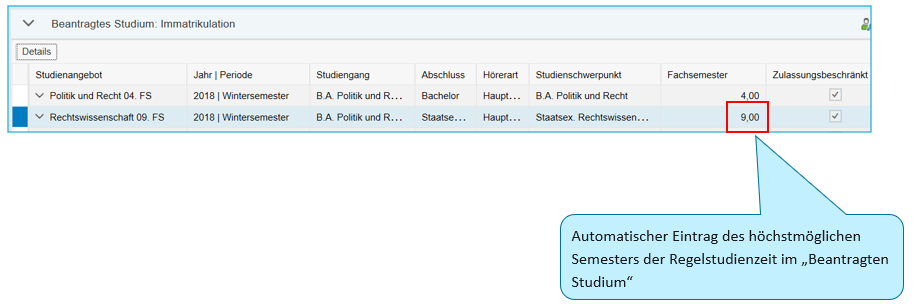 Beantragtes Studium: Immatrikulation
Details
Studienangebot Jahr | Periode Studiengang Abschluss Hörerart Studienschwerpunkt Fachsemester Zulassungsbeschränkt
Politik und Recht 04. FS 2018 | Wintersemester B.A. Politik und R... Bachelor Haupt... B.A. Politik und Recht 4,00
Rechtswissenschaft 09. FS 2018 | Wintersemester B.A. Politik und R... Staatse... Haupt... Staatsex. Rechtswissen... 9,00
Automatischer Eintrag des höchstmöglichen
Semesters der Regelstudienzeit im „Beantragten
Studium“